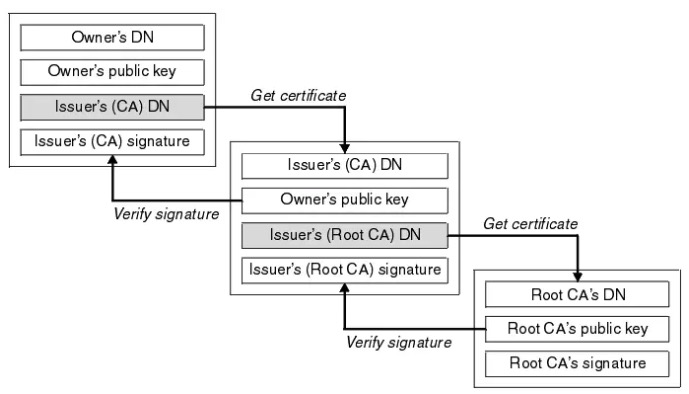 Owner's DN
Owner's public key
Issuer's (CA) DN
Issuer's (CA) signature
Get certificate
Verify signature
Issuer's (CA) DN
Owner's public key
Issuer's (Root CA) DN
Issuer's (Root CA) signature
Get certificate
Verify signature
Root CA's DN
Root CA's public key
Root CA's signature